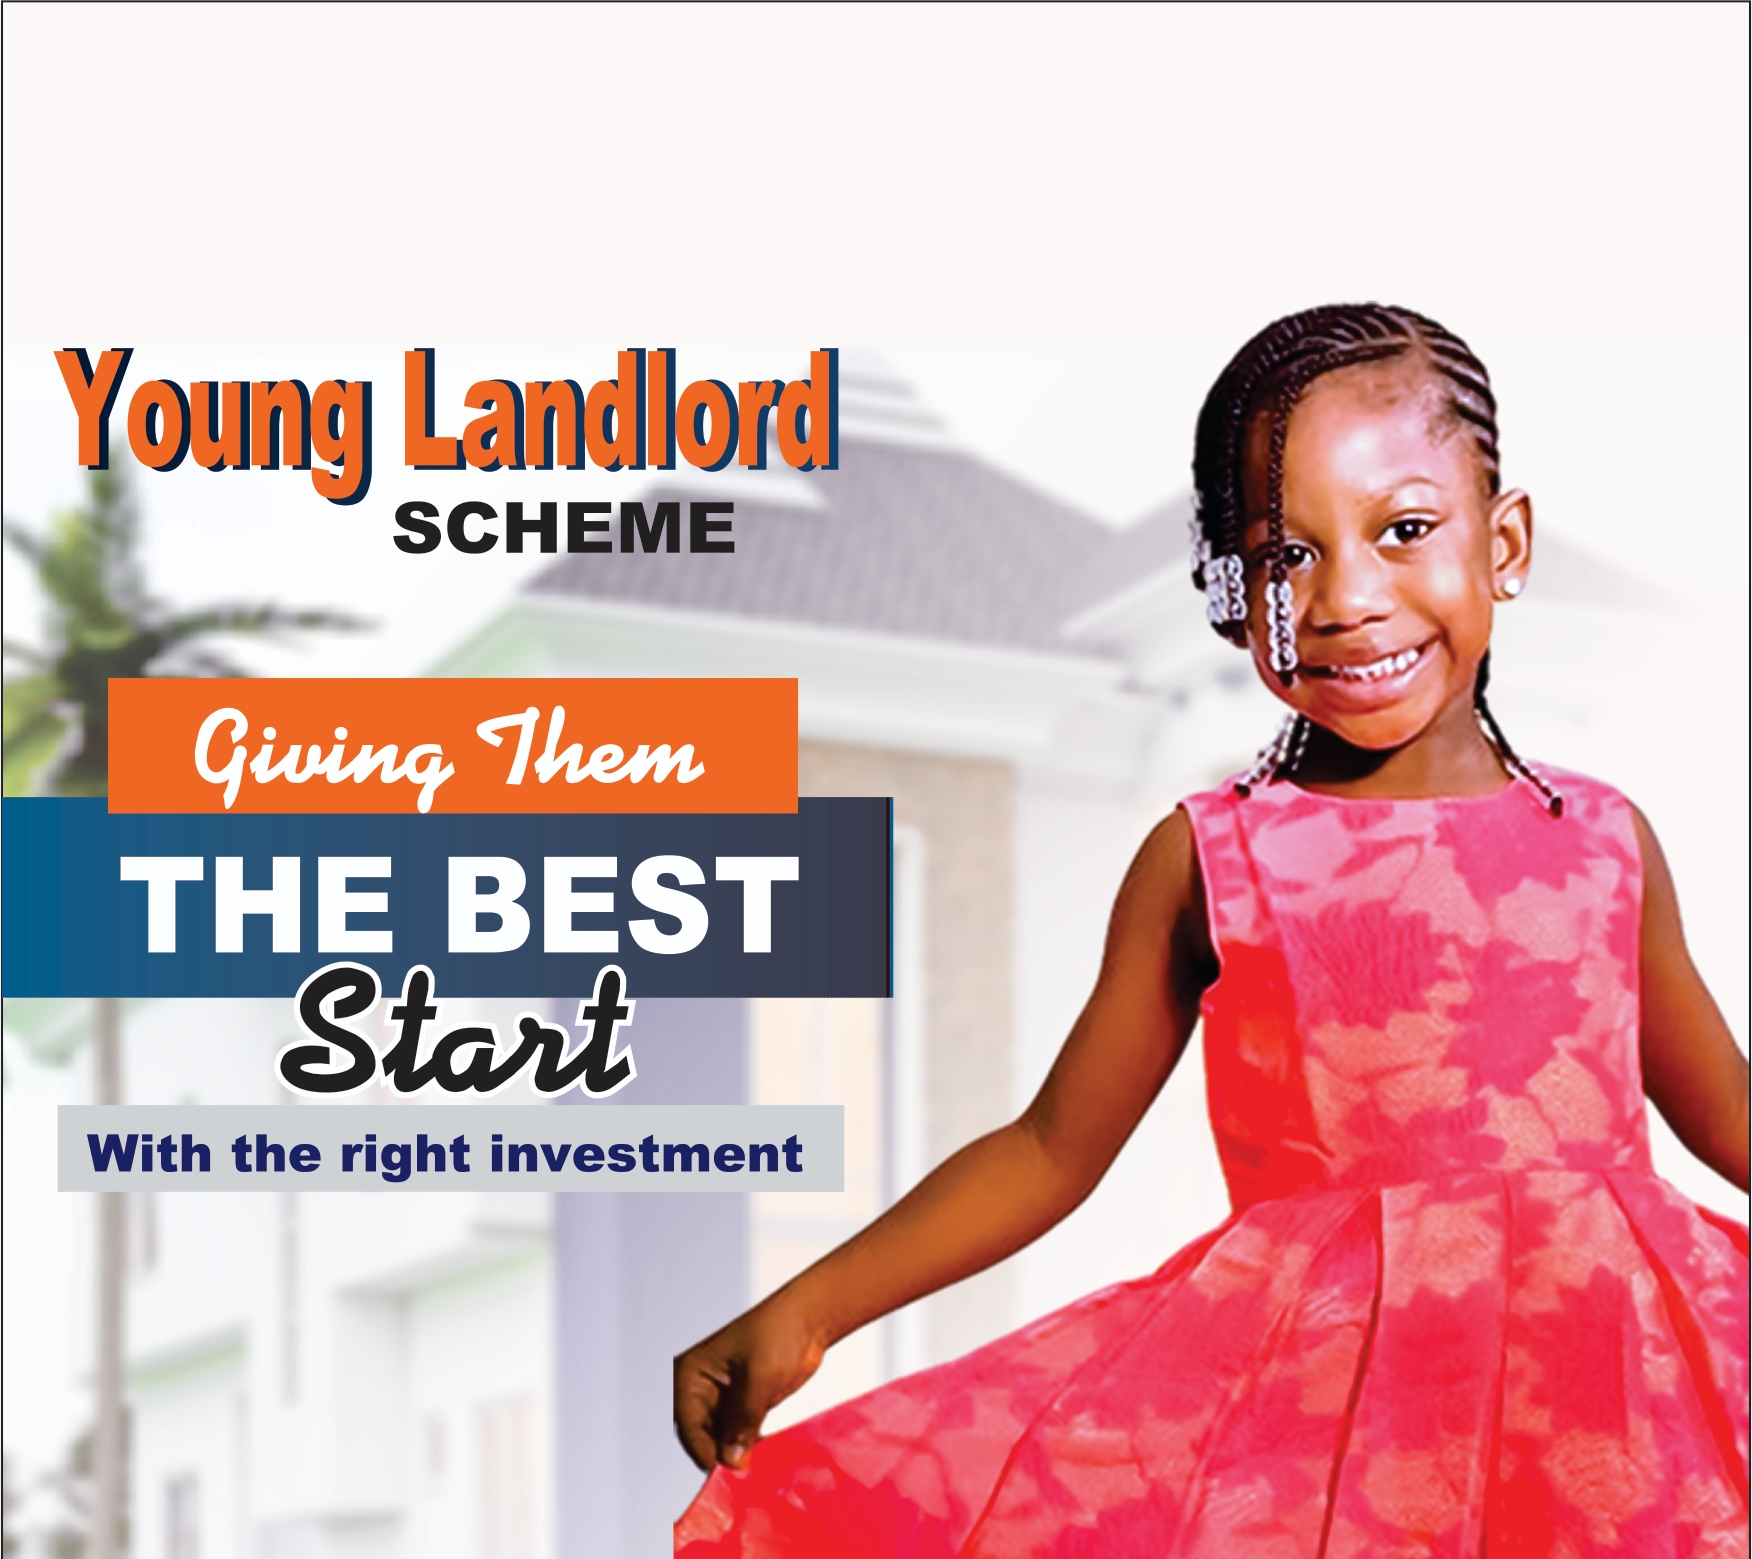 Young Landlord
SCHEME
Giving Them
THE BEST
Start
With the right investment